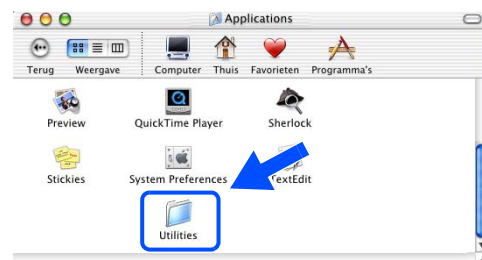 Applications
Terug Weergave Computer Thuis Favorieten Programma's
Preview QuickTime Player Sherlock
Stickies System Preferences TextEdit
Utilities